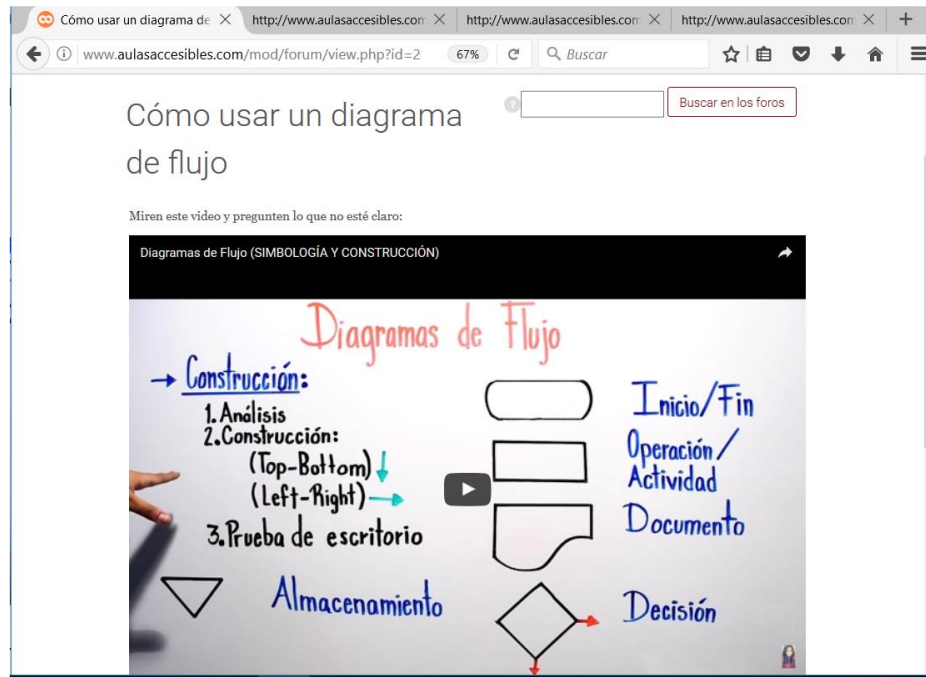 Cómo usar un diagrama de
http://www.aulasaccesibles.com
http://www.aulasaccesibles.com
http://www.aulasaccesibles.com
www.aulasaccesibles.com/mod/forum/view.php?id=2
67%
Buscar
Cómo usar un diagrama
de flujo
Buscar en los foros
Miren este video y pregunten lo que no esté claro:
Diagramas de Flujo (SIMBOLOGÍA Y CONSTRUCCIÓN)
Diagramas de Flujo
→ Construcción:
1. Análisis
2. Construcción:
(Top-Bottom) ↓
(Left-Right) →
3. Prueba de escritorio
Almacenamiento
Inicio/Fin
Operación/
Actividad
Documento
Decisión